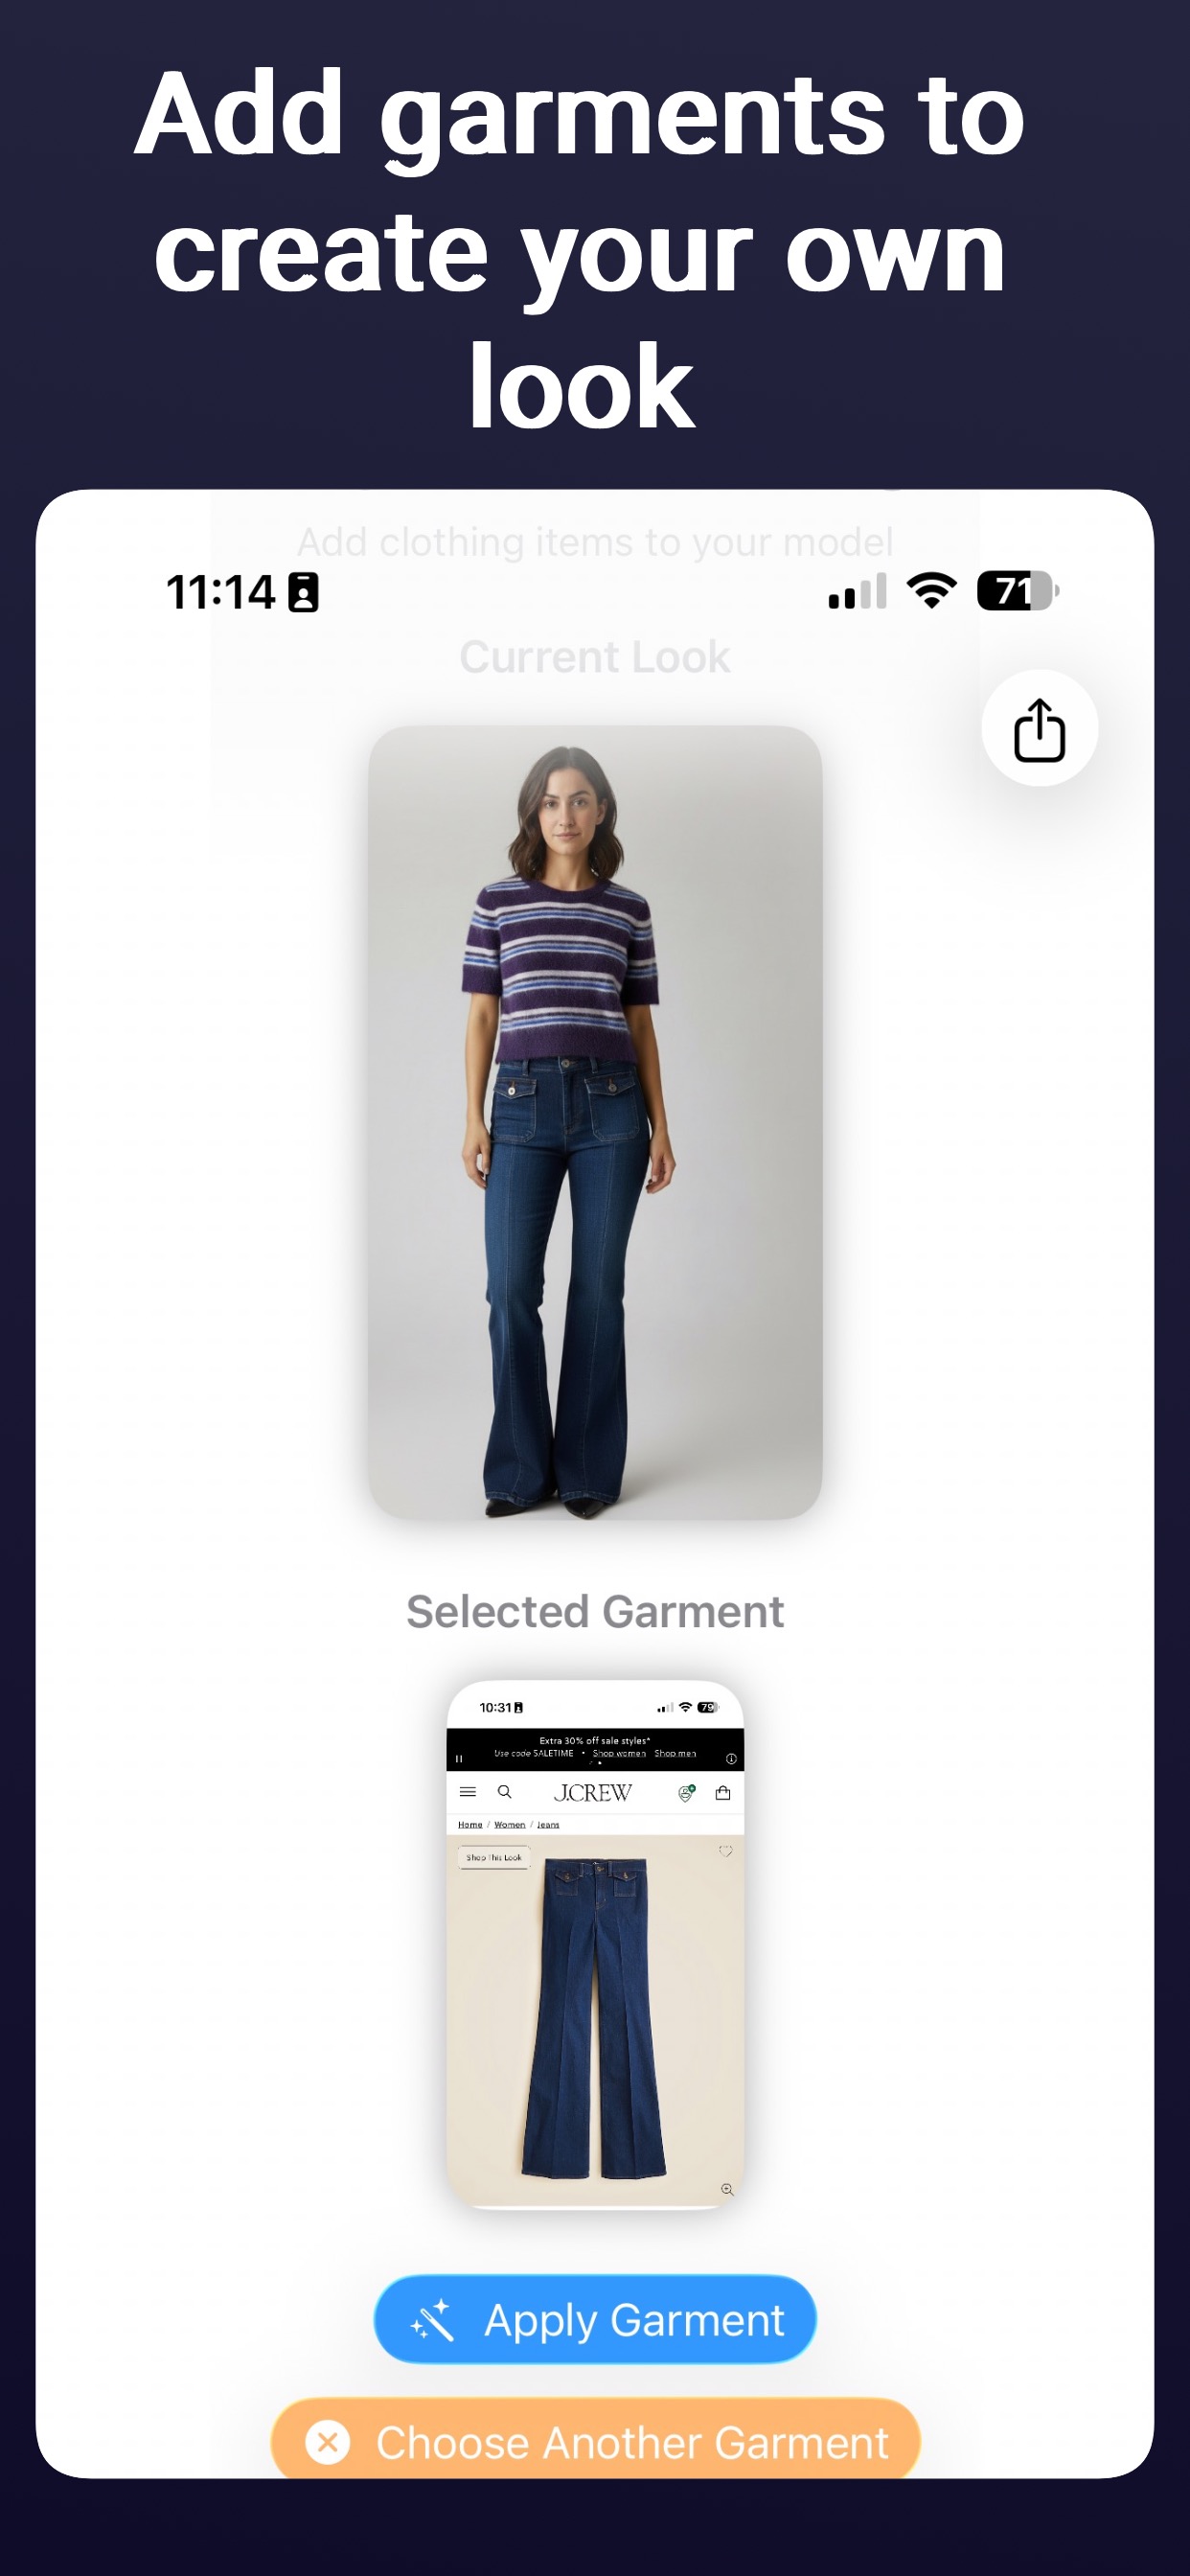 Add garments to
create your own
look
Add clothing items to your model
11:14
71
Current Look
Selected Garment
10:31
79
Extra 30% off sale styles*
Use code SALETIME • Shop women Shop men
J.CREW
Home / Women / Jeans
Shop This Look
Apply Garment
Choose Another Garment